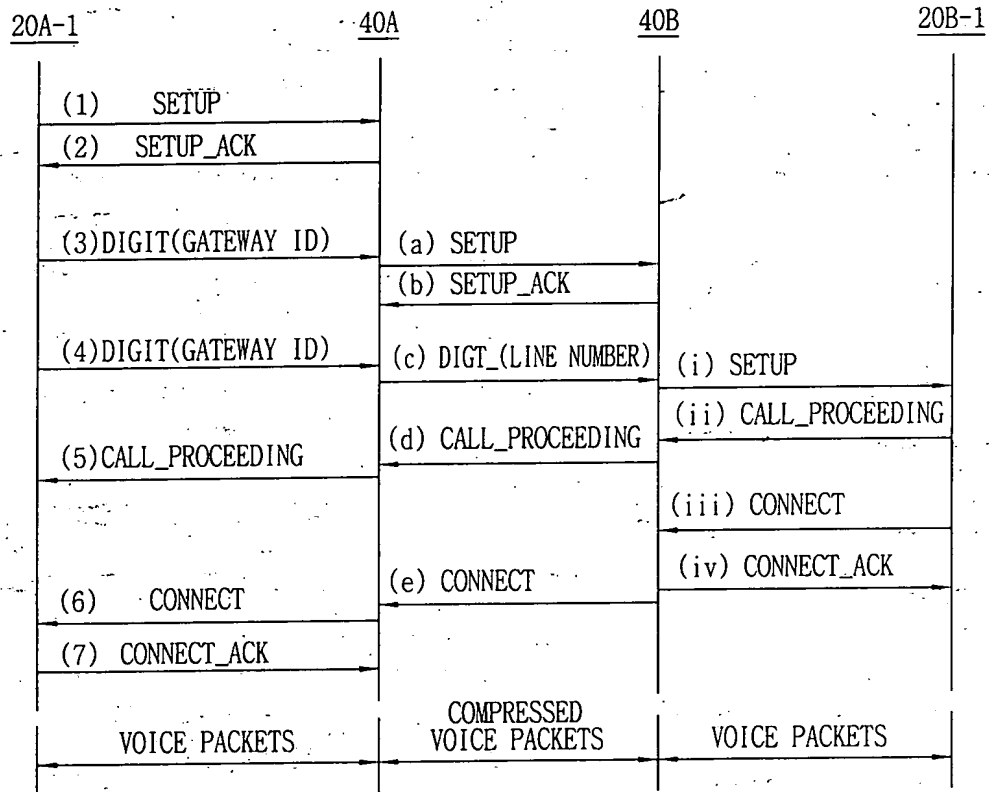 20A-1 40A 40B 20B-1
(1) SETUP
(2) SETUP_ACK
(3)DIGIT(GATEWAY ID) (a) SETUP
(b) SETUP_ACK
(4)DIGIT(GATEWAY ID) (c) DIGT_(LINE NUMBER) (i) SETUP
(ii) CALL_PROCEEDING
(d) CALL_PROCEEDING
(5)CALL_PROCEEDING
(iii) CONNECT
(iv) CONNECT_ACK
(e) CONNECT
(6) CONNECT
(7) CONNECT_ACK
VOICE PACKETS COMPRESSED VOICE PACKETS VOICE PACKETS